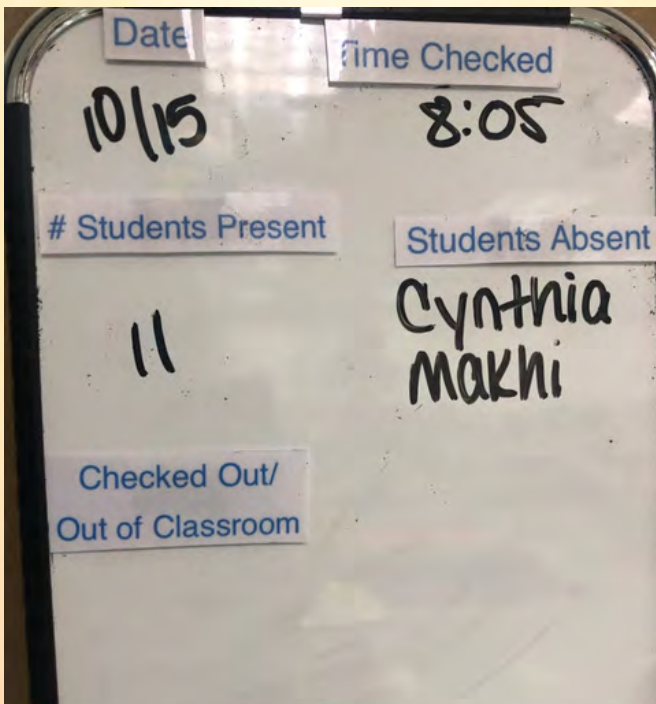 Date
Time Checked
10/15
8:05
# Students Present
Students Absent
11
Cynthia
Makhi
Checked Out/
Out of Classroom